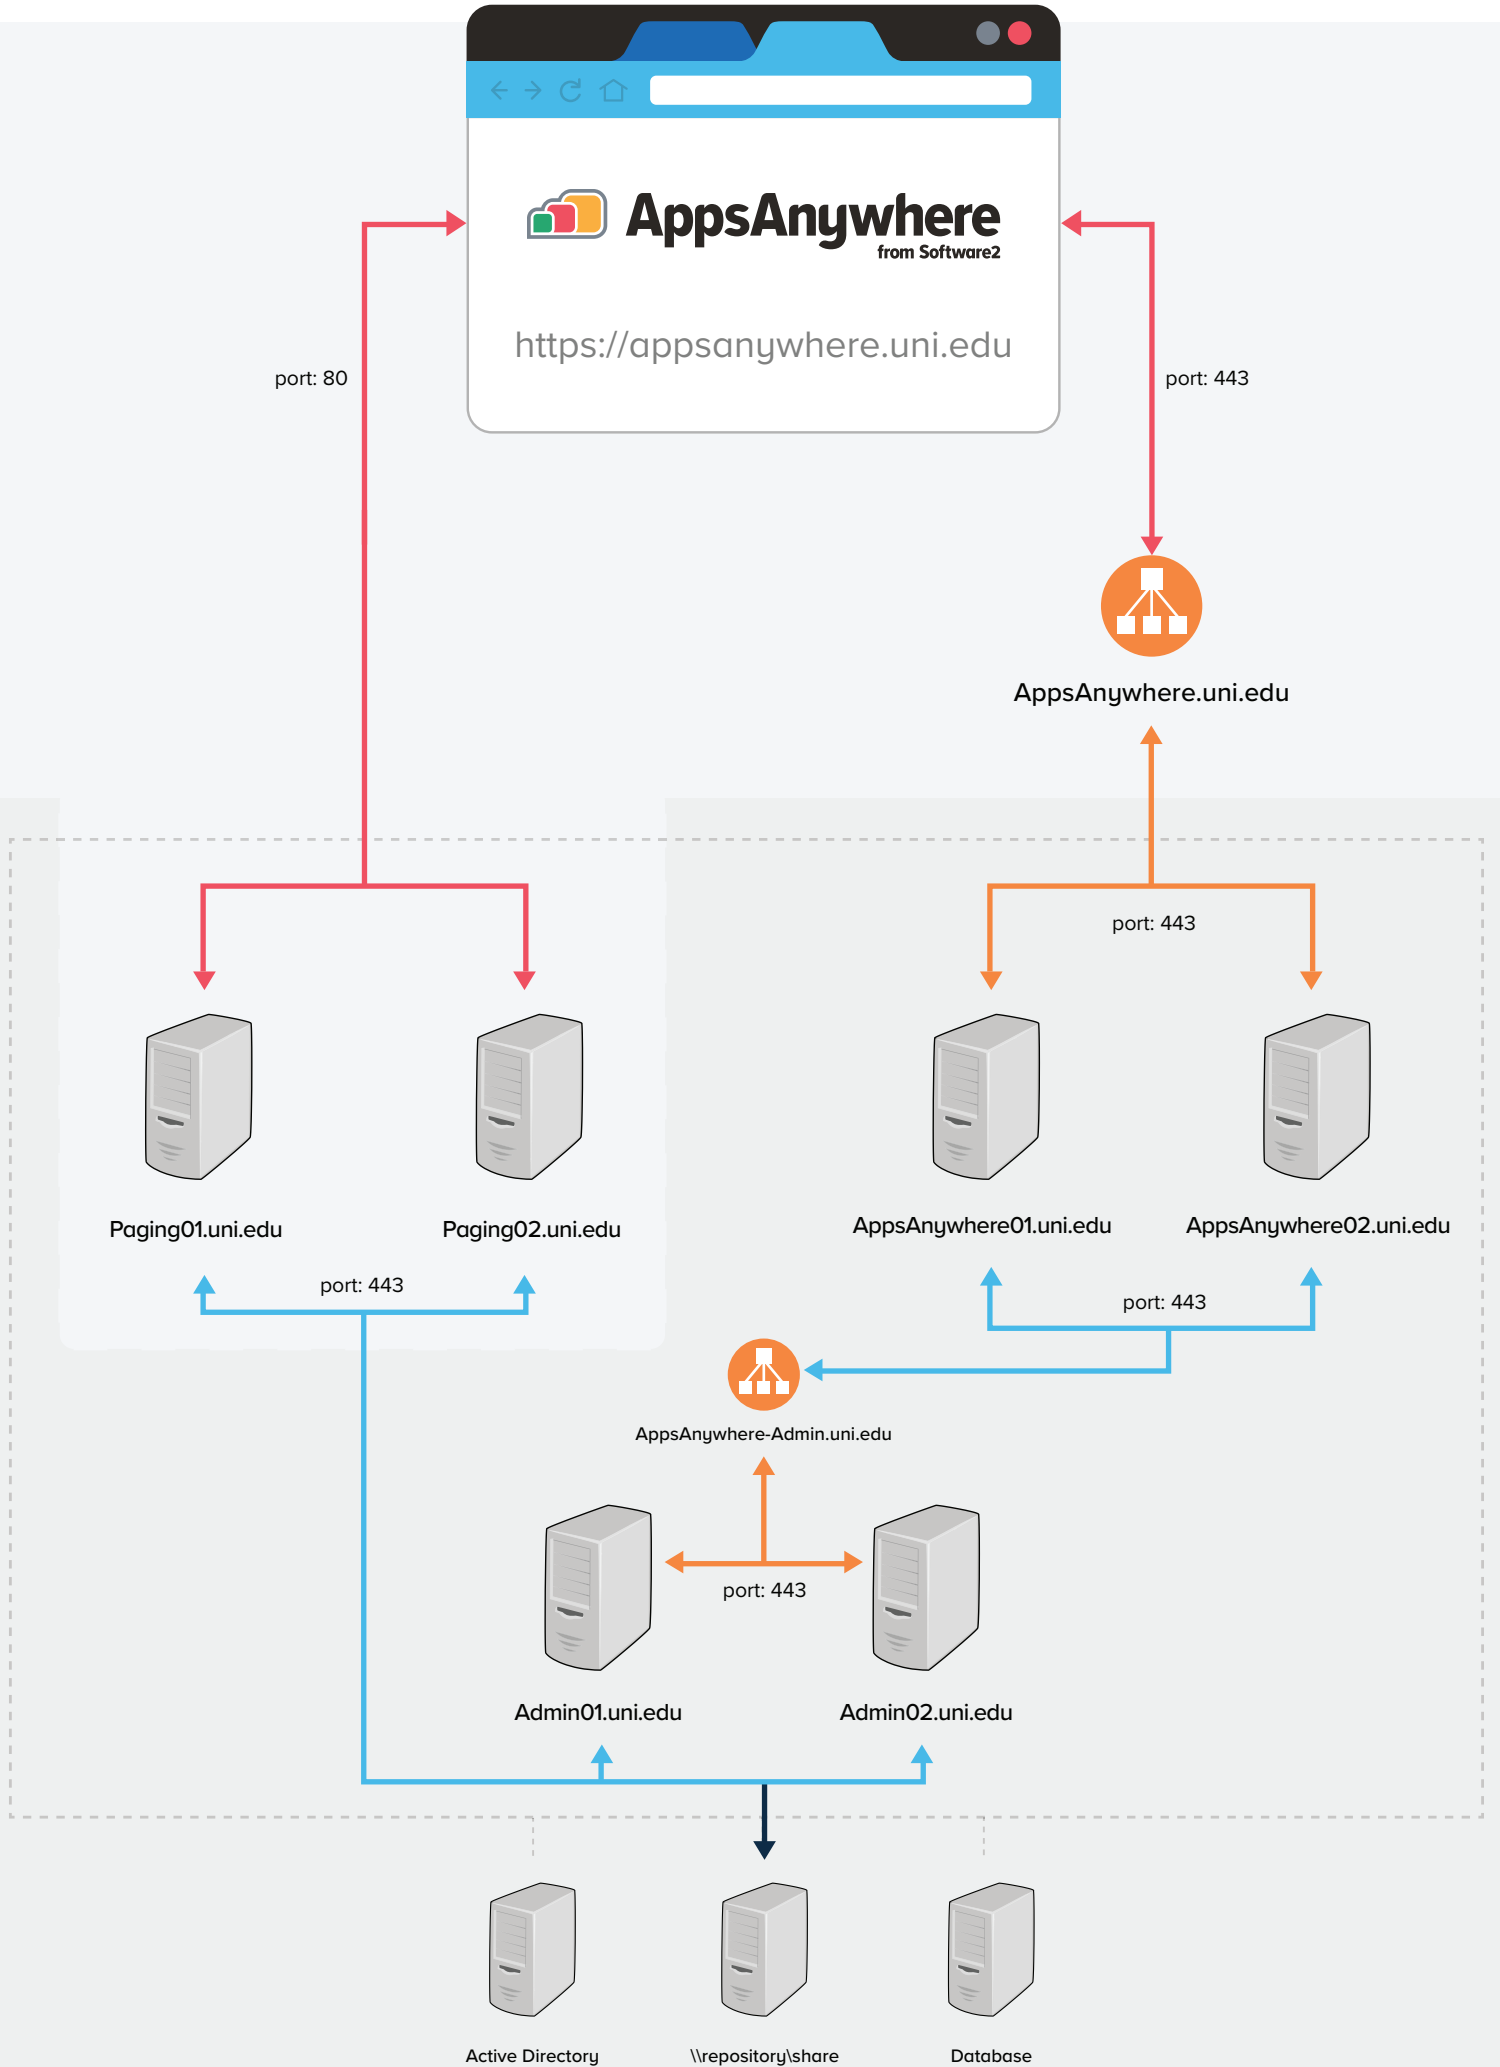 AppsAnywhere
from Software2
https://appsanywhere.uni.edu
port: 80
port: 443
AppsAnywhere.uni.edu
port: 443
Paging01.uni.edu
Paging02.uni.edu
AppsAnywhere01.uni.edu
AppsAnywhere02.uni.edu
port: 443
port: 443
AppsAnywhere-Admin.uni.edu
port: 443
Admin01.uni.edu
Admin02.uni.edu
Active Directory
\\repository\share
Database